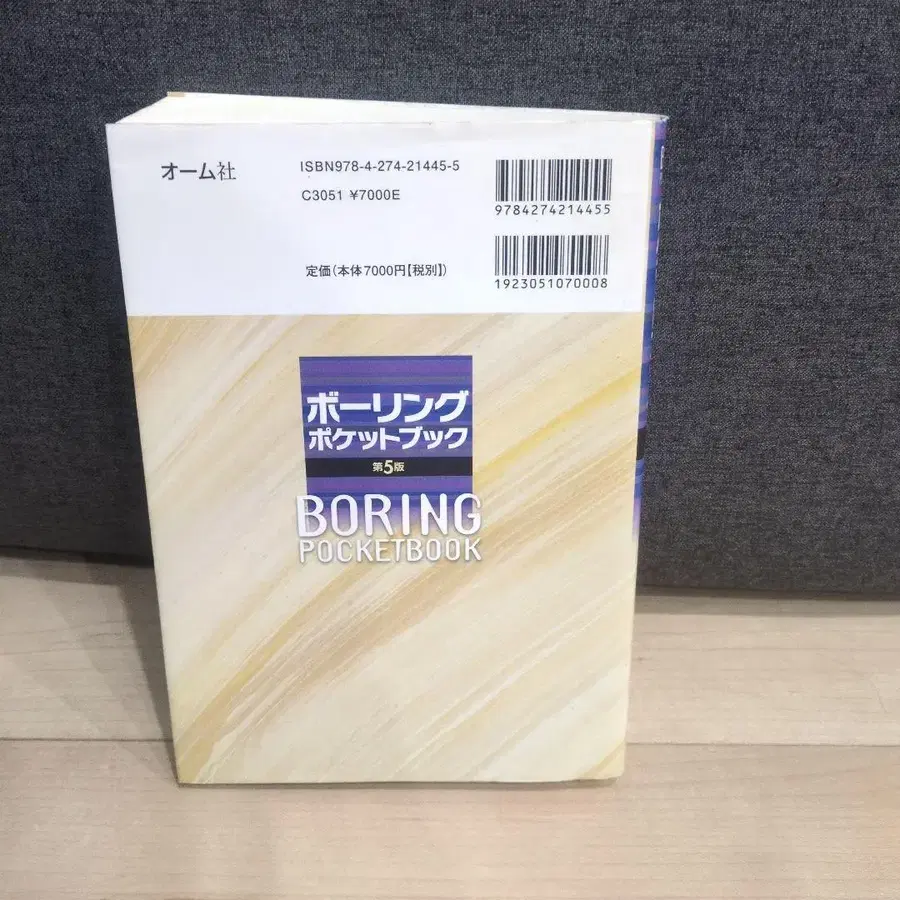 オーム社
ISBN978-4-274-21445-5
C3051 ¥7000E
定価(本体7000円【税別】)
9784274214455
1923051070008
ボーリング
ポケットブック
第5版
BORING
POCKETBOOK